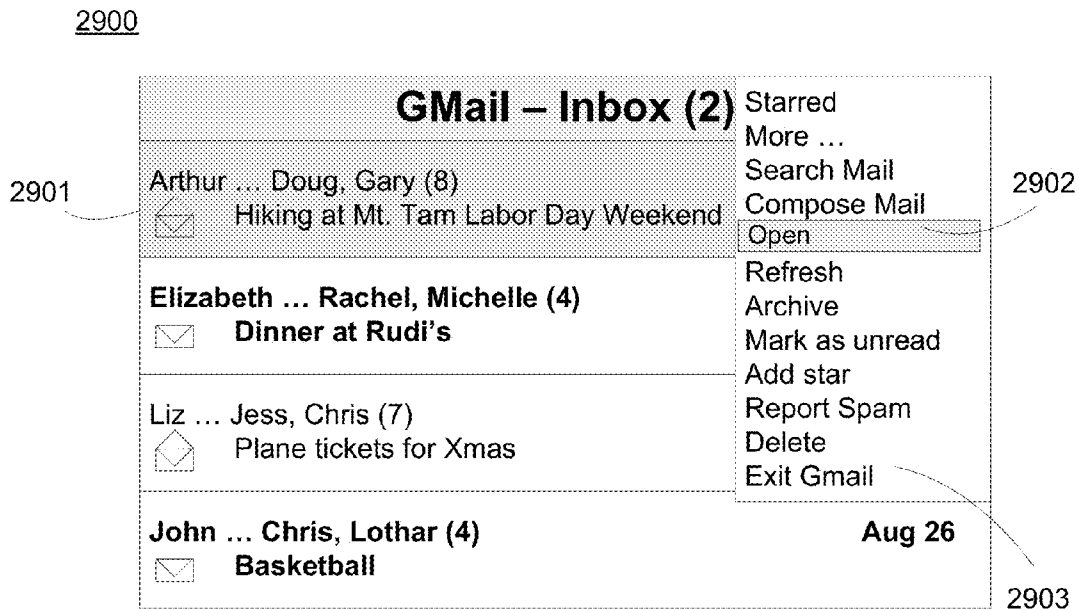 2900
GMail – Inbox (2)
Starred
More …
Search Mail
Compose Mail
Open
Refresh
Archive
Mark as unread
Add star
Report Spam
Delete
Exit Gmail
2901
Arthur … Doug, Gary (8)
Hiking at Mt. Tam Labor Day Weekend
2902
Elizabeth … Rachel, Michelle (4)
Dinner at Rudi's
Liz … Jess, Chris (7)
Plane tickets for Xmas
John … Chris, Lothar (4) Aug 26
Basketball
2903